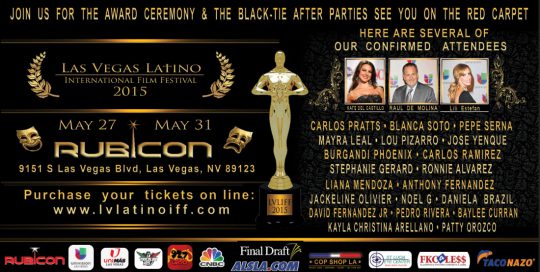 JOIN US FOR THE AWARD CEREMONY & THE BLACK-TIE AFTER PARTIES SEE YOU ON THE RED CARPET
LAS VEGAS LATINO
INTERNATIONAL FILM FESTIVAL
2015
MAY 27 MAY 31
RUBICON
9151 S Las Vegas Blvd, Las Vegas, NV 89123
Purchase your tickets on line:
www.lvlatinoiff.com
LVLIFF
2015
HERE ARE SEVERAL OF
OUR CONFIRMED ATTENDEES
KATE DEL CASTILLO
RAUL DE MOLINA
Lili Estefan
CARLOS PRATTS • BLANCA SOTO • PEPE SERNA
MAYRA LEAL • LOU PIZARRO • JOSE YENQUE
BURGANDI PHOENIX • CARLOS RAMIREZ
STEPHANIE GERARD • RONNIE ALVAREZ
LIANA MENDOZA • ANTHONY FERNANDEZ
JACKELINE OLIVIER • NOEL G • DANIELA BRAZIL
DAVID FERNANDEZ JR • PEDRO RIVERA • BAYLEE CURRAN
KAYLA CHRISTINA ARELLANO • PATTY OROZCO
RUBICON
UNIMÁS
CNBC
Final Draft
AISLA.COM
COP SHOP LA
FKOLESS
TACONAZO